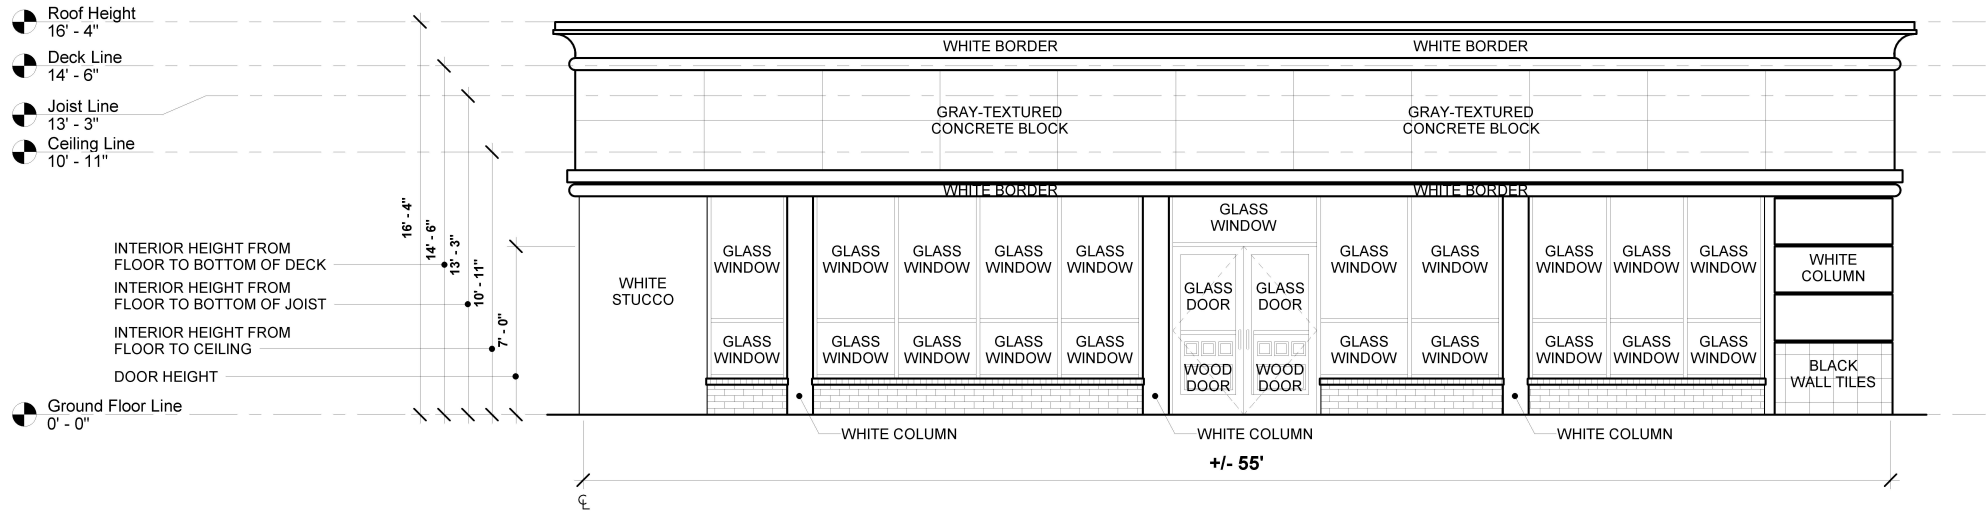 Roof Height
16' - 4"
Deck Line
14' - 6"
Joist Line
13' - 3"
Ceiling Line
10' - 11"
WHITE BORDER
WHITE BORDER
GRAY-TEXTURED
CONCRETE BLOCK
GRAY-TEXTURED
CONCRETE BLOCK
WHITE BORDER
WHITE BORDER
16' - 4"
14' - 6"
13' - 3"
10' - 11"
7' - 0"
INTERIOR HEIGHT FROM
FLOOR TO BOTTOM OF DECK
INTERIOR HEIGHT FROM
FLOOR TO BOTTOM OF JOIST
INTERIOR HEIGHT FROM
FLOOR TO CEILING
DOOR HEIGHT
Ground Floor Line
0' - 0"
WHITE
STUCCO
GLASS
WINDOW
GLASS
WINDOW
GLASS
WINDOW
GLASS
WINDOW
GLASS
WINDOW
GLASS
WINDOW
GLASS
WINDOW
GLASS
WINDOW
GLASS
WINDOW
GLASS
WINDOW
GLASS
WINDOW
GLASS
DOOR
GLASS
DOOR
WOOD
DOOR
WOOD
DOOR
GLASS
WINDOW
GLASS
WINDOW
GLASS
WINDOW
GLASS
WINDOW
GLASS
WINDOW
GLASS
WINDOW
GLASS
WINDOW
GLASS
WINDOW
GLASS
WINDOW
GLASS
WINDOW
WHITE
COLUMN
BLACK
WALL TILES
WHITE COLUMN
WHITE COLUMN
WHITE COLUMN
+/- 55'
℄